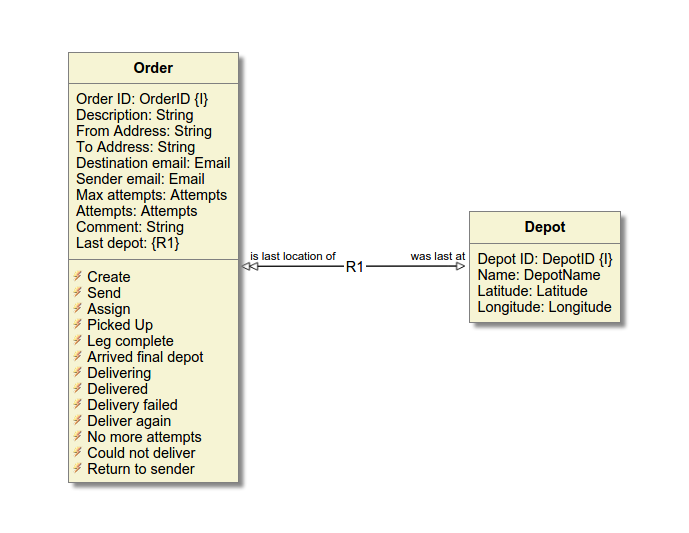 Order
Order ID: OrderID {I}
Description: String
From Address: String
To Address: String
Destination email: Email
Sender email: Email
Max attempts: Attempts
Attempts: Attempts
Comment: String
Last depot: {R1}
Create
Send
Assign
Picked Up
Leg complete
Arrived final depot
Delivering
Delivered
Delivery failed
Deliver again
No more attempts
Could not deliver
Return to sender
is last location of
R1
was last at
Depot
Depot ID: DepotID {I}
Name: DepotName
Latitude: Latitude
Longitude: Longitude